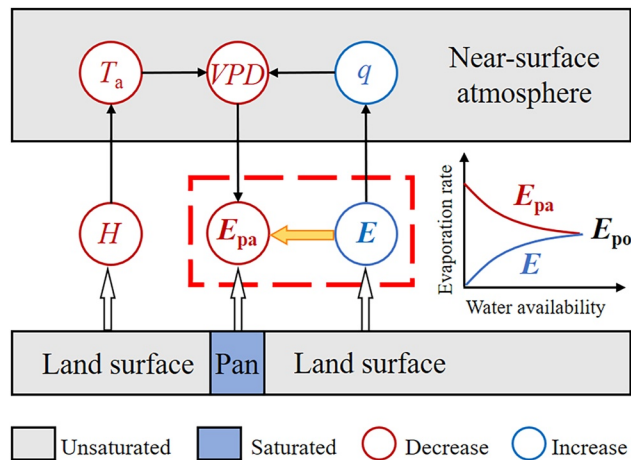 Tₐ
VPD
q
Near-surface
atmosphere
H
Eₚₐ
E
Evaporation rate
Eₚₐ
E
Eₚₒ
Water availability
Land surface
Pan
Land surface
Unsaturated
Saturated
Decrease
Increase